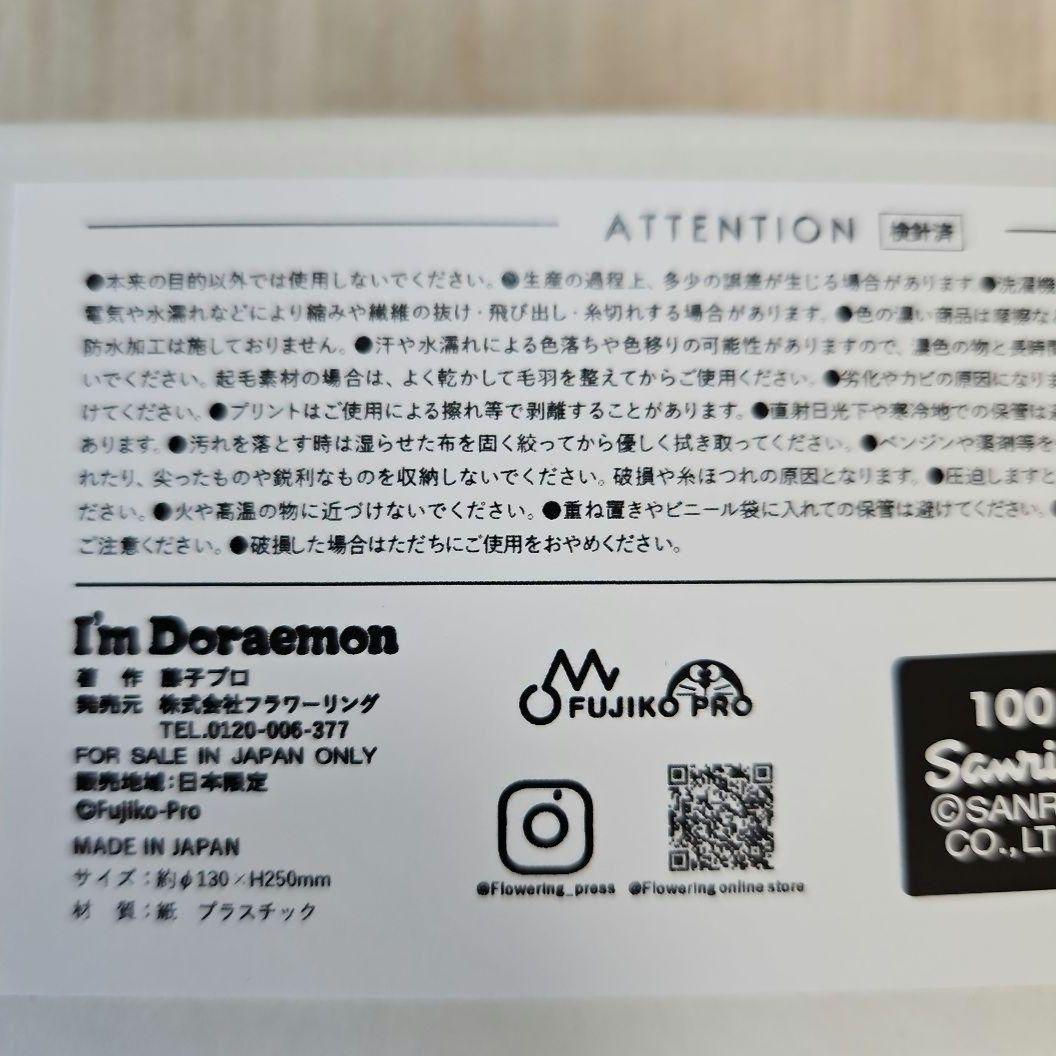 ATTENTION 検針済
●本来の目的以外では使用しないでください。●生産の過程上、多少の誤差が生じる場合があります。●洗濯機
電気や水濡れなどにより縮みや繊維の抜け・飛び出し・糸切れする場合があります。●色の濃い商品は摩擦など
防水加工は施しておりません。●汗や水濡れによる色落ちや色移りの可能性がありますので、濃色の物と長時間
いでください。起毛素材の場合は、よく乾かして毛羽を整えてからご使用ください。●劣化やカビの原因になりま
けてください。●プリントはご使用による擦れ等で剥離することがあります。●直射日光下や寒冷地での保管は
あります。●汚れを落とす時は湿らせた布を固く絞ってから優しく拭き取ってください。●ベンジンや薬剤等を
れたり、尖ったものや鋭利なものを収納しないでください。破損や糸ほつれの原因となります。●圧迫しますと
ださい。●火や高温の物に近づけないでください。●重ね置きやビニール袋に入れての保管は避けてください。
ご注意ください。●破損した場合はただちにご使用をおやめください。
I'm Doraemon
著 作 藤子プロ
発売元 株式会社フラワーリング
TEL.0120-006-377
FOR SALE IN JAPAN ONLY
販売地域：日本限定
©Fujiko-Pro
MADE IN JAPAN
サイズ：約φ130×H250mm
材 質：紙 プラスチック
FUJIKO PRO
@Flowering_press @Flowering online store
100
Sanri
©SANR
CO., LT